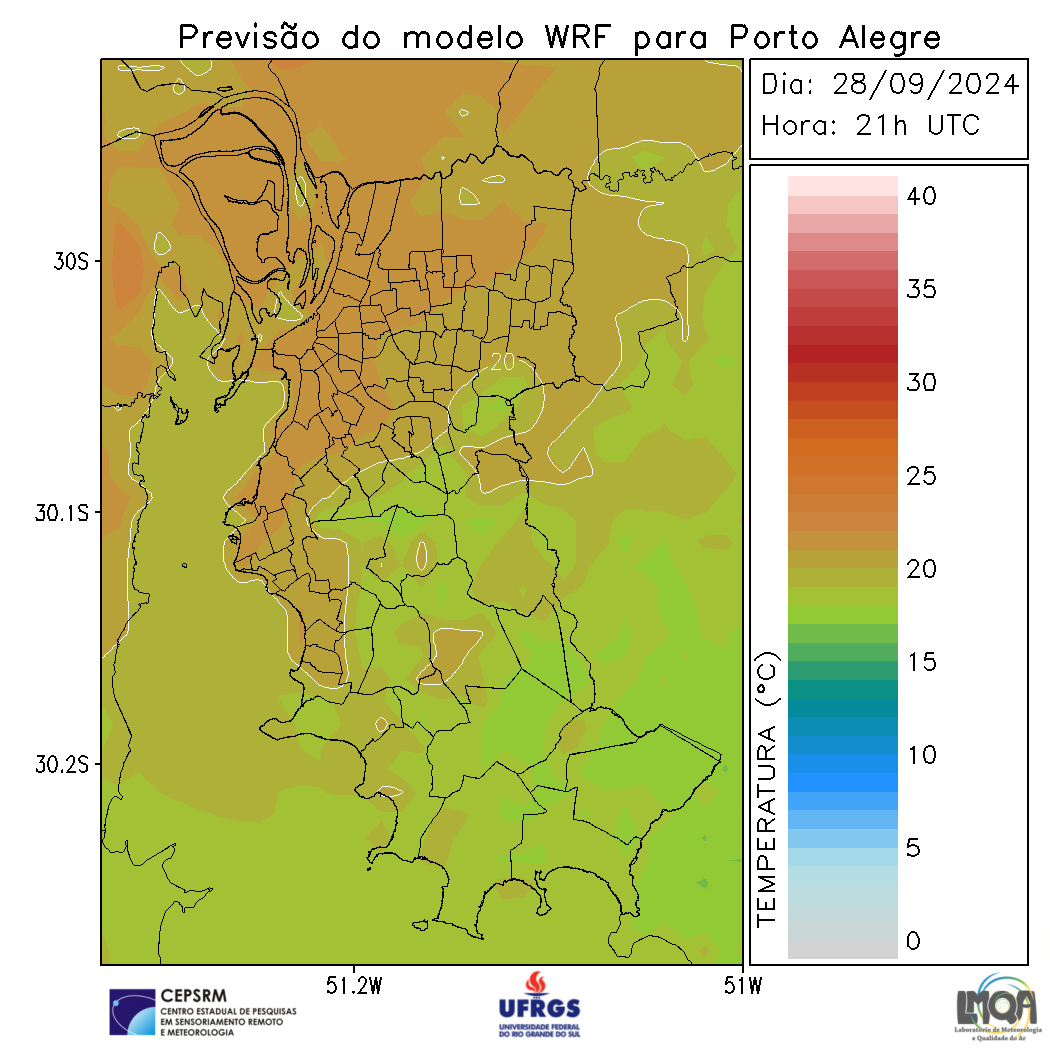 Previsão do modelo WRF para Porto Alegre
Dia: 28/09/2024
Hora: 21h UTC
40
35
30
25
20
15
10
5
0
TEMPERATURA (°C)
30S
30.1S
30.2S
20
51.2W
51W
CEPSRM
CENTRO ESTADUAL DE PESQUISAS
EM SENSORIAMENTO REMOTO
E METEOROLOGIA
UFRGS
UNIVERSIDADE FEDERAL
DO RIO GRANDE DO SUL
LMQA
Laboratório de Meteorologia
e Qualidade do Ar